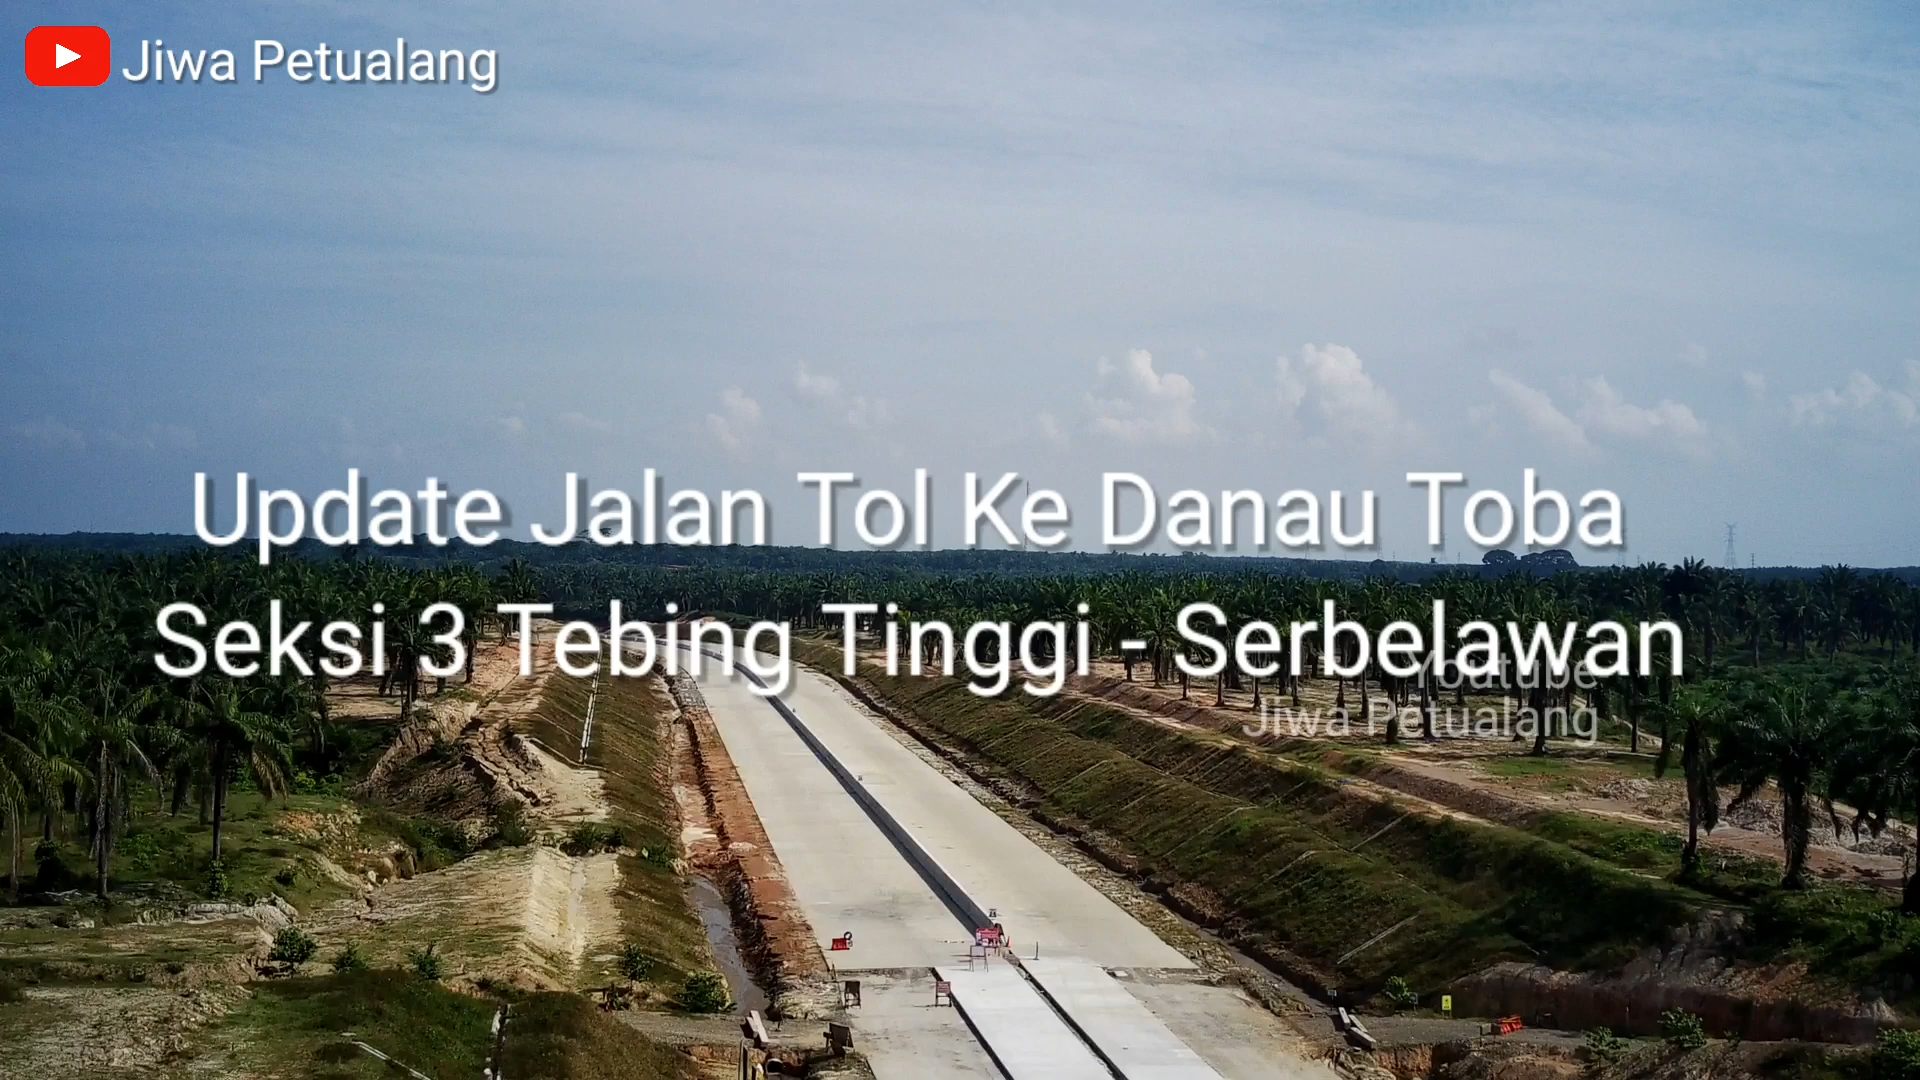 Jiwa Petualang
Update Jalan Tol Ke Danau Toba
Seksi 3 Tebing Tinggi - Serbelawan
Youtube
Jiwa Petualang